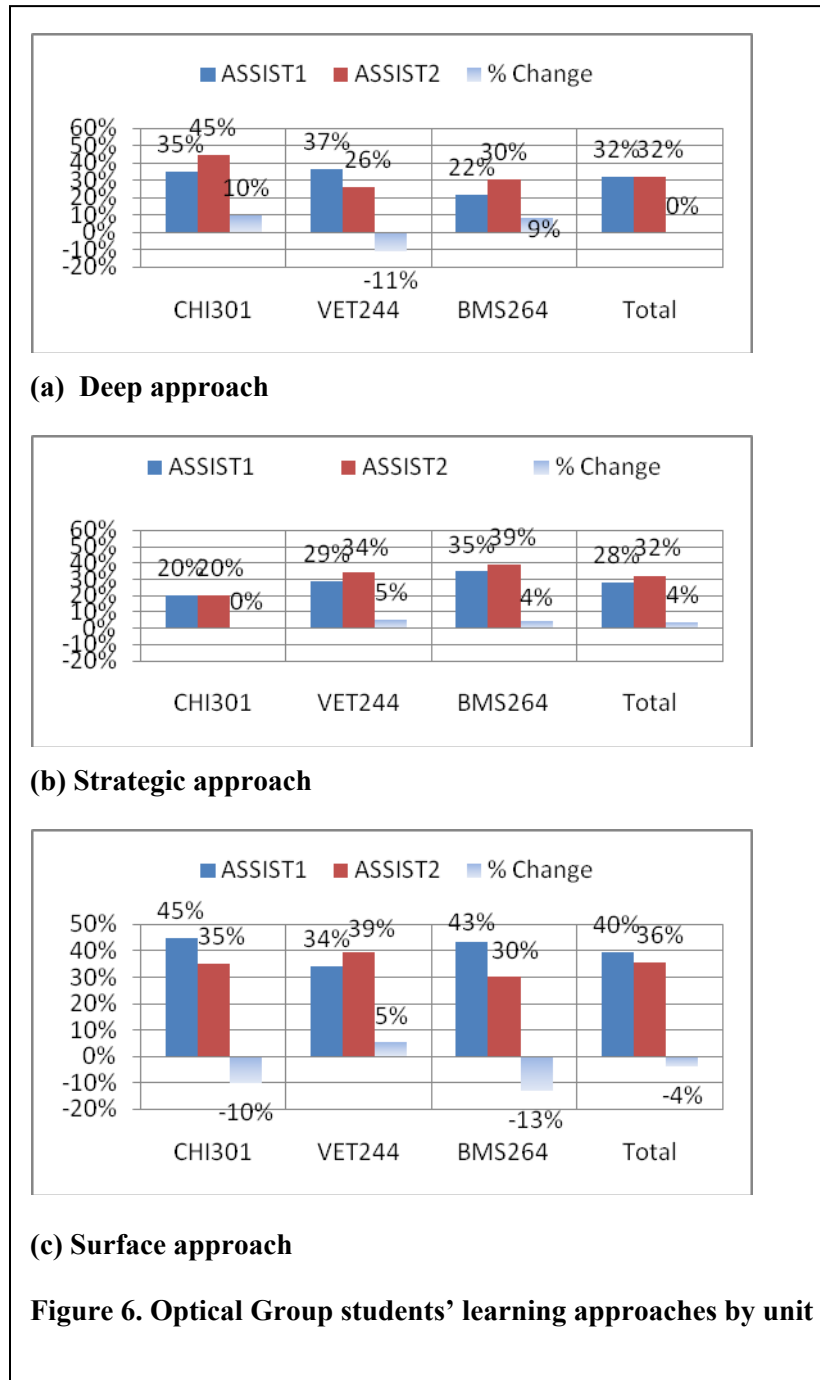 ASSIST1 ASSIST2 % Change
60%
50%
40%
30%
20%
10%
0%
-10%
-20%
35% 45% 10%
37% 26% -11%
22% 30% 9%
32% 32% 0%
CHI301 VET244 BMS264 Total
(a) Deep approach
ASSIST1 ASSIST2 % Change
60%
50%
40%
30%
20%
10%
0%
-10%
-20%
20% 20% 0%
29% 34% 5%
35% 39% 4%
28% 32% 4%
CHI301 VET244 BMS264 Total
(b) Strategic approach
ASSIST1 ASSIST2 % Change
50%
40%
30%
20%
10%
0%
-10%
-20%
45% 35% -10%
34% 39% 5%
43% 30% -13%
40% 36% -4%
CHI301 VET244 BMS264 Total
(c) Surface approach
Figure 6. Optical Group students’ learning approaches by unit